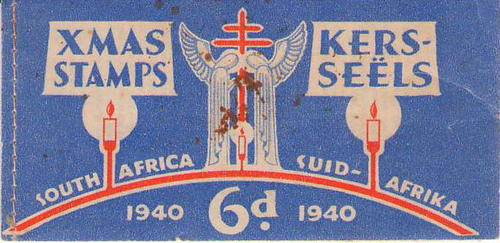 XMAS
STAMPS
KERS-
SEËLS
SOUTH AFRICA
SUID-AFRIKA
1940 6d. 1940